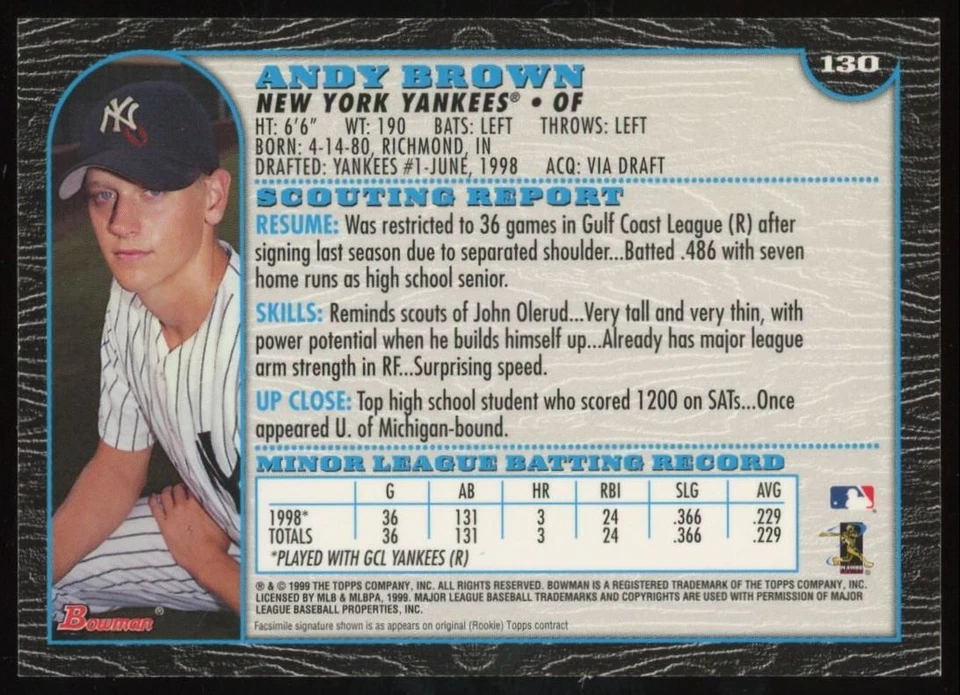 130
ANDY BROWN
NEW YORK YANKEES® • OF
HT: 6'6" WT: 190 BATS: LEFT THROWS: LEFT
BORN: 4-14-80, RICHMOND, IN
DRAFTED: YANKEES #1-JUNE, 1998 ACQ: VIA DRAFT
SCOUTING REPORT
RESUME: Was restricted to 36 games in Gulf Coast League (R) after
signing last season due to separated shoulder...Batted .486 with seven
home runs as high school senior.
SKILLS: Reminds scouts of John Olerud...Very tall and very thin, with
power potential when he builds himself up...Already has major league
arm strength in RF...Surprising speed.
UP CLOSE: Top high school student who scored 1200 on SATs...Once
appeared U. of Michigan-bound.
MINOR LEAGUE BATTING RECORD
G AB HR RBI SLG AVG
1998* 36 131 3 24 .366 .229
TOTALS 36 131 3 24 .366 .229
*PLAYED WITH GCL YANKEES (R)
® & © 1999 THE TOPPS COMPANY, INC. ALL RIGHTS RESERVED. BOWMAN IS A REGISTERED TRADEMARK OF THE TOPPS COMPANY, INC.
LICENSED BY MLB & MLBPA, 1999. MAJOR LEAGUE BASEBALL TRADEMARKS AND COPYRIGHTS ARE USED WITH PERMISSION OF MAJOR
LEAGUE BASEBALL PROPERTIES, INC.
Facsimile signature shown is as appears on original (Rookie) Topps contract
NY
Bowman®